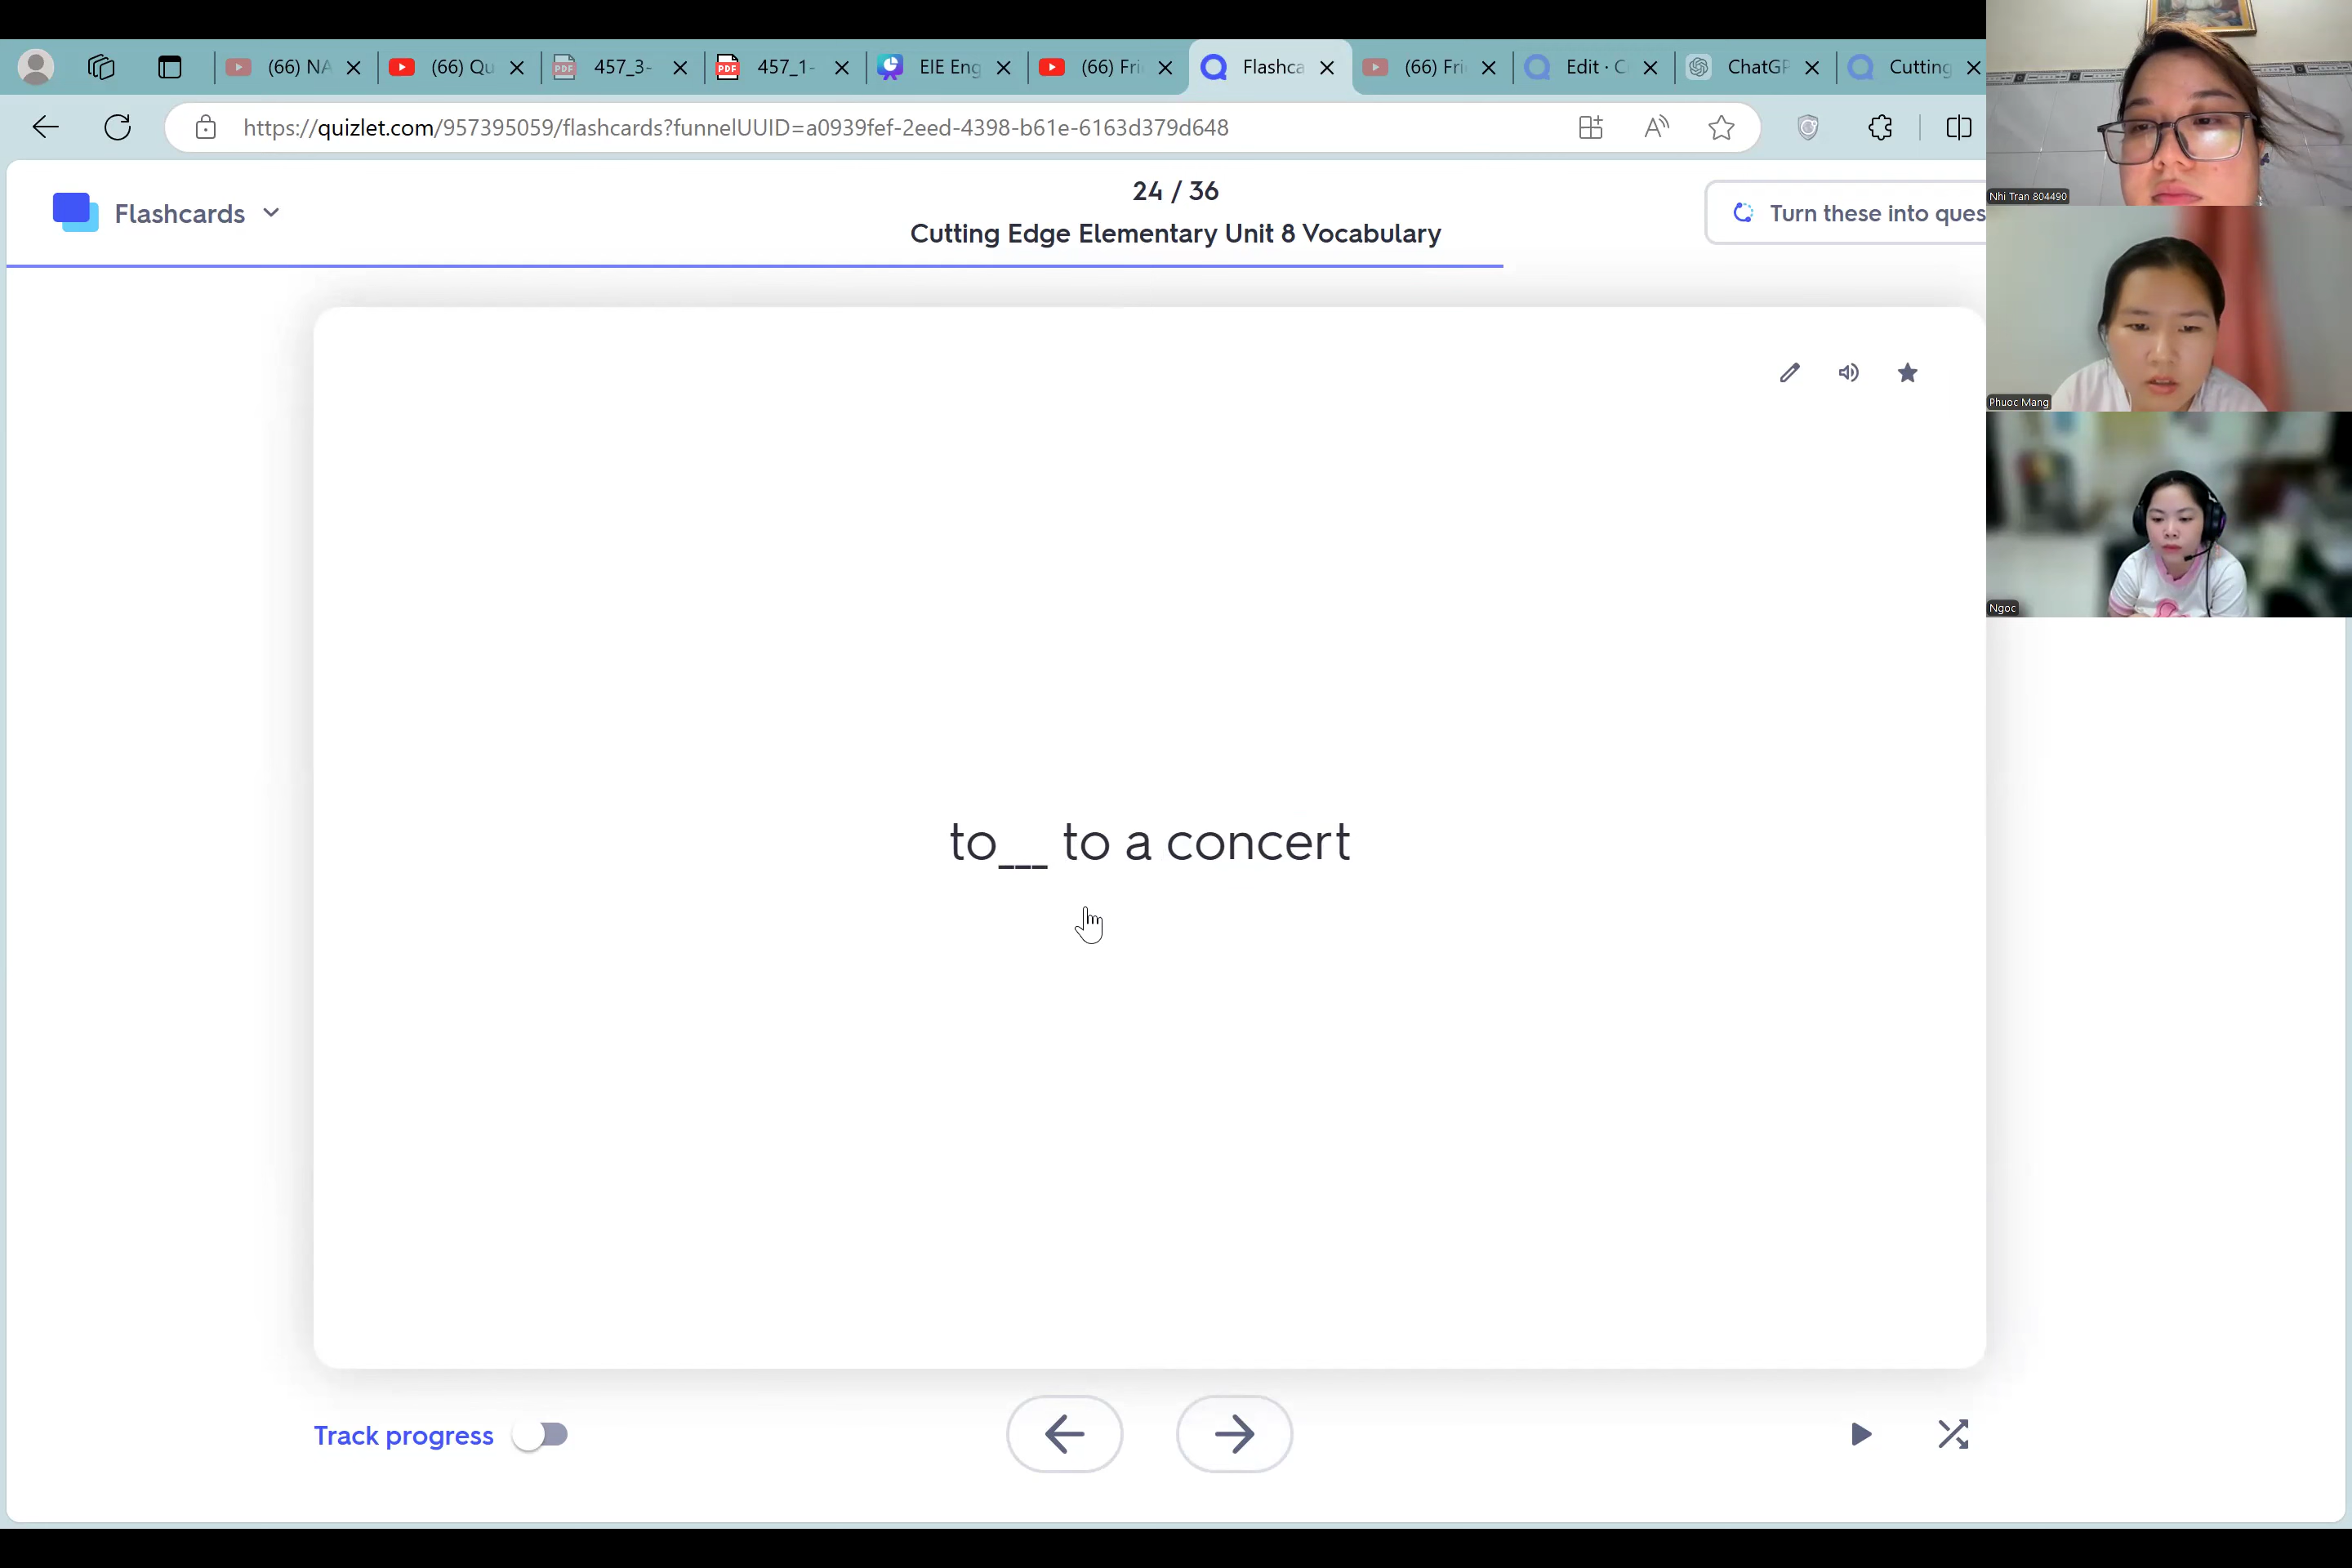 (66) NA
(66) Qu
457_3-
457_1-
EIE Eng
(66) Fri
Flashca
(66) Fri
Edit · C
ChatGP
Cutting
https://quizlet.com/957395059/flashcards?funnelUUID=a0939fef-2eed-4398-b61e-6163d379d648
Flashcards
24 / 36
Cutting Edge Elementary Unit 8 Vocabulary
Turn these into ques
Nhi Tran 804490
Phuoc Mang
Ngoc
to___ to a concert
Track progress